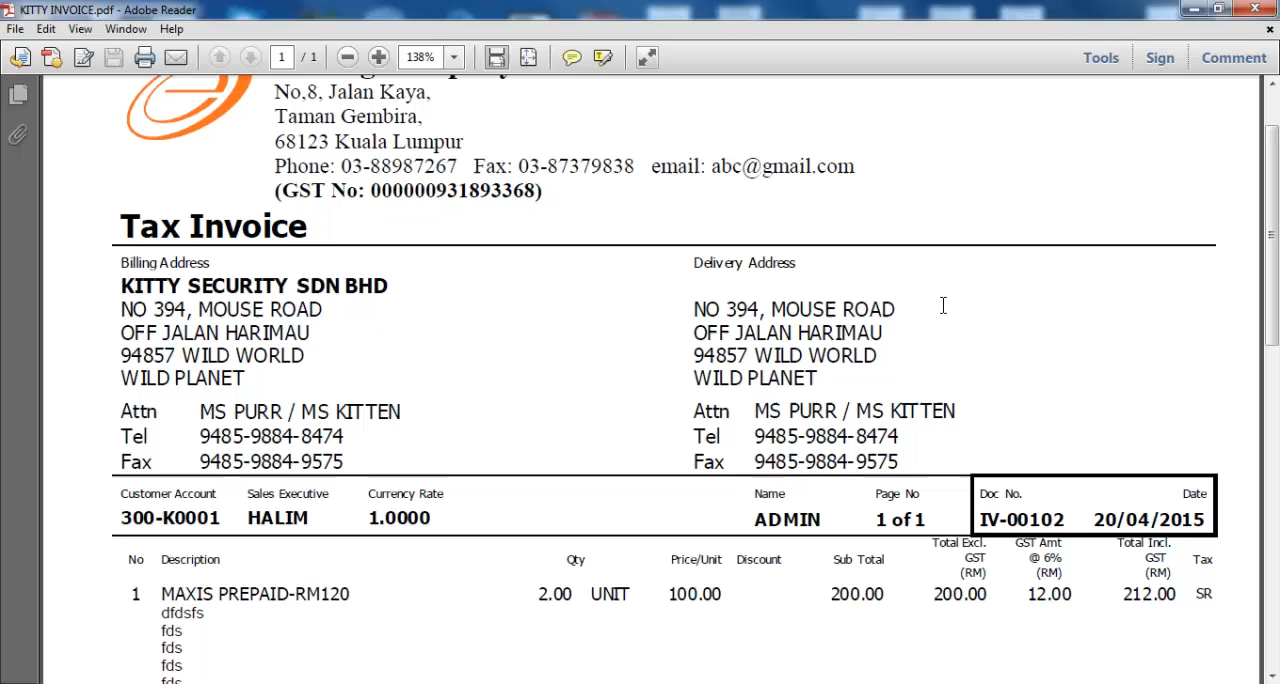 KITTY INVOICE.pdf - Adobe Reader
File Edit View Window Help
1 / 1 138% Tools Sign Comment
No,8, Jalan Kaya,
Taman Gembira,
68123 Kuala Lumpur
Phone: 03-88987267 Fax: 03-87379838 email: abc@gmail.com
(GST No: 000000931893368)
Tax Invoice
Billing Address Delivery Address
KITTY SECURITY SDN BHD
NO 394, MOUSE ROAD NO 394, MOUSE ROAD
OFF JALAN HARIMAU OFF JALAN HARIMAU
94857 WILD WORLD 94857 WILD WORLD
WILD PLANET WILD PLANET
Attn MS PURR / MS KITTEN Attn MS PURR / MS KITTEN
Tel 9485-9884-8474 Tel 9485-9884-8474
Fax 9485-9884-9575 Fax 9485-9884-9575
Customer Account Sales Executive Currency Rate Name Page No Doc No. Date
300-K0001 HALIM 1.0000 ADMIN 1 of 1 IV-00102 20/04/2015
No Description Qty Price/Unit Discount Sub Total Total Excl. GST (RM) GST Amt @ 6% (RM) Total Incl. GST (RM) Tax
1 MAXIS PREPAID-RM120 2.00 UNIT 100.00 200.00 200.00 12.00 212.00 SR
dfdsfs
fds
fds
fds
fds